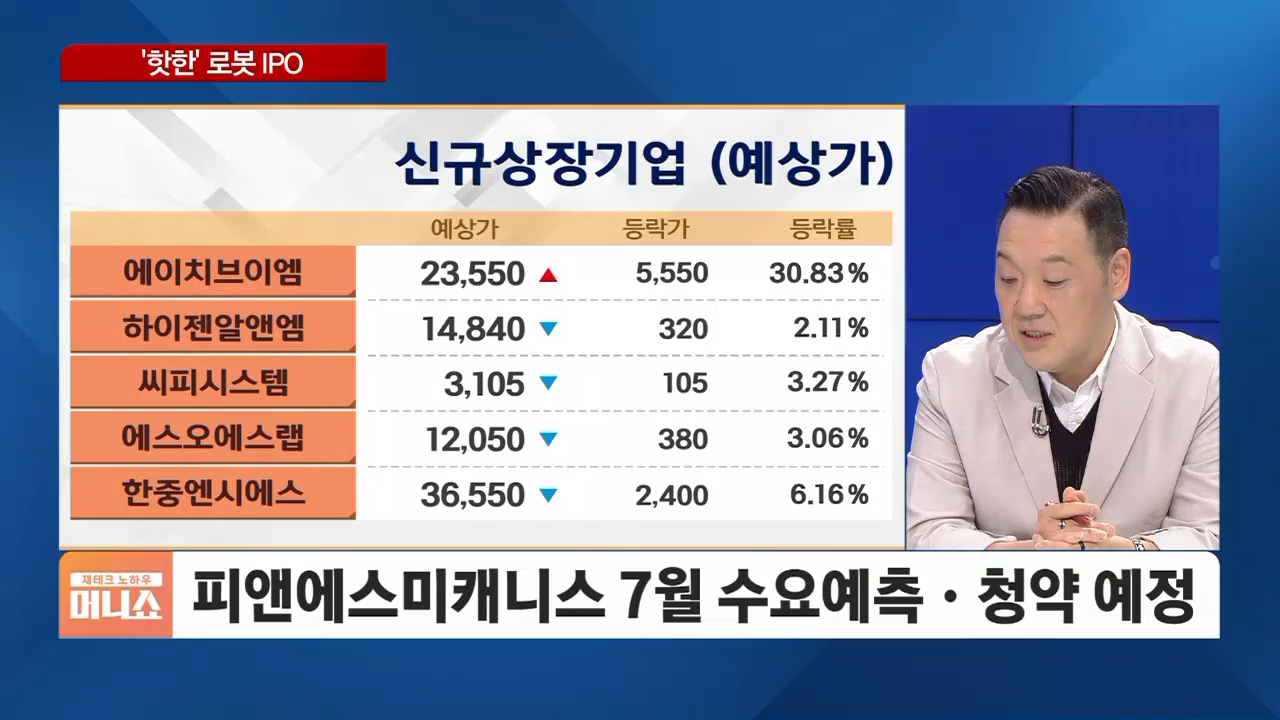 '핫한' 로봇 IPO
신규상장기업 (예상가)
예상가 등락가 등락률
에이치브이엠 23,550 ▲ 5,550 30.83%
하이젠알앤엠 14,840 ▼ 320 2.11%
씨피시스템 3,105 ▼ 105 3.27%
에스오에스랩 12,050 ▼ 380 3.06%
한중엔시에스 36,550 ▼ 2,400 6.16%
재테크 노하우
머니쇼
피앤에스미캐니스 7월 수요예측·청약 예정